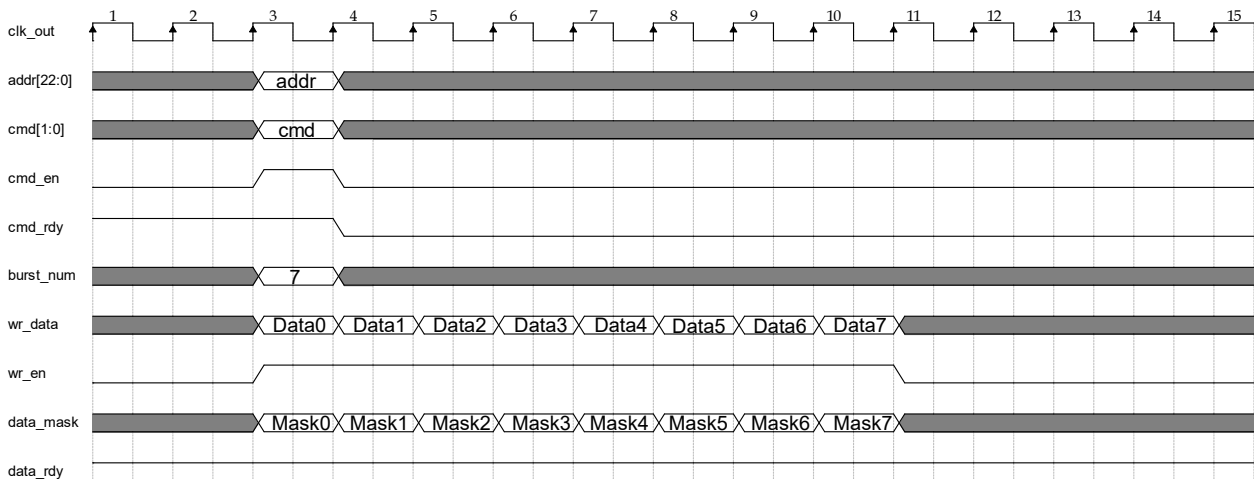 1 2 3 4 5 6 7 8 9 10 11 12 13 14 15
clk_out
addr[22:0] addr
cmd[1:0] cmd
cmd_en
cmd_rdy
burst_num 7
wr_data Data0 Data1 Data2 Data3 Data4 Data5 Data6 Data7
wr_en
data_mask Mask0 Mask1 Mask2 Mask3 Mask4 Mask5 Mask6 Mask7
data_rdy